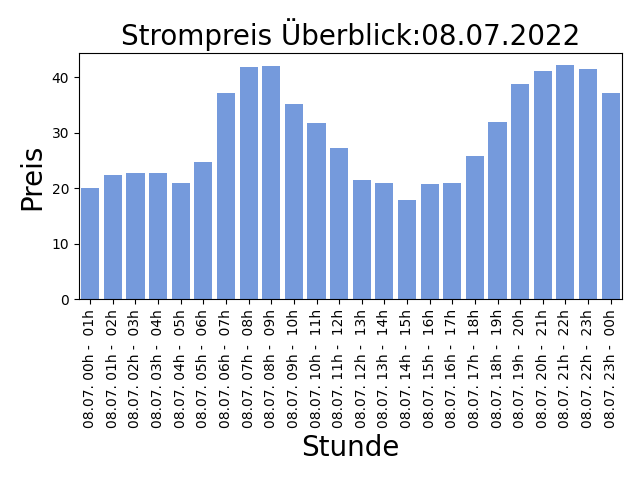 Strompreis Überblick:08.07.2022
Preis
40
30
20
10
0
08.07. 00h -   01h
08.07. 01h -   02h
08.07. 02h -   03h
08.07. 03h -   04h
08.07. 04h -   05h
08.07. 05h -   06h
08.07. 06h -   07h
08.07. 07h -   08h
08.07. 08h -   09h
08.07. 09h -   10h
08.07. 10h -   11h
08.07. 11h -   12h
08.07. 12h -   13h
08.07. 13h -   14h
08.07. 14h -   15h
08.07. 15h -   16h
08.07. 16h -   17h
08.07. 17h -   18h
08.07. 18h -   19h
08.07. 19h -   20h
08.07. 20h -   21h
08.07. 21h -   22h
08.07. 22h -   23h
08.07. 23h -   00h
Stunde